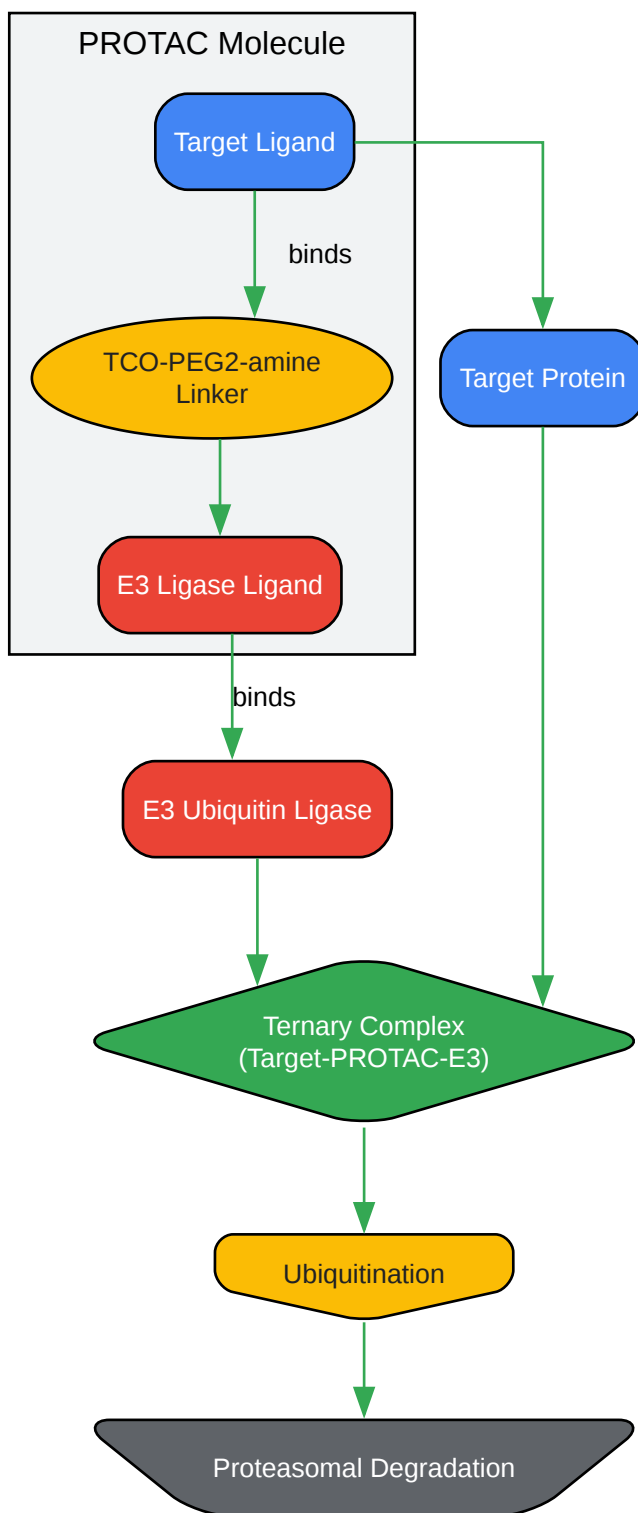 PROTAC Molecule
Target Ligand
binds
TCO-PEG2-amine
Linker
Target Protein
E3 Ligase Ligand
binds
E3 Ubiquitin Ligase
Ternary Complex
(Target-PROTAC-E3)
Ubiquitination
Proteasomal Degradation